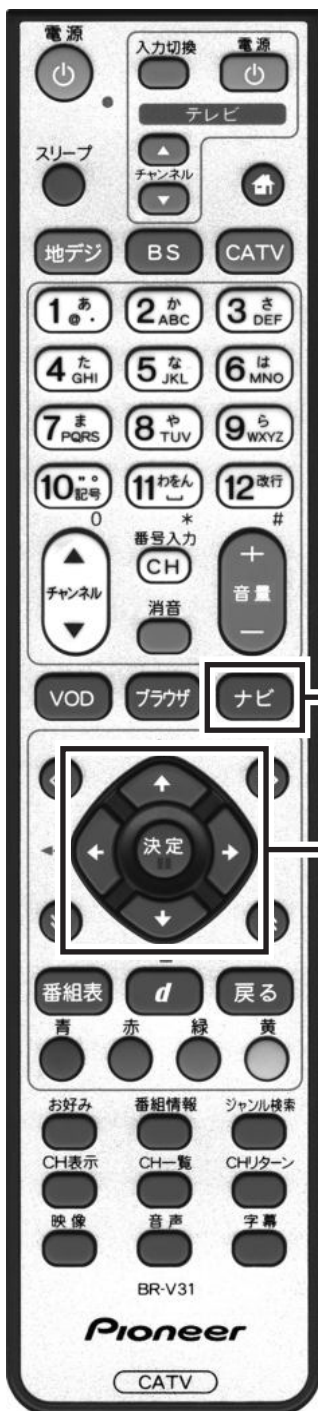 電源
入力切換 電源
テレビ
スリープ
チャンネル
地デジ BS CATV
1 あ @. 2 か ABC 3 さ DEF
4 た GHI 5 な JKL 6 は MNO
7 ま PQRS 8 や TUV 9 ら WXYZ
10 ゛゜ 記号 11 わをん 12 改行
0 * #
番号入力
CH
チャンネル
+
音量
-
消音
VOD ブラウザ ナビ
決定
番組表 d 戻る
青 赤 緑 黄
お好み 番組情報 ジャンル検索
CH表示 CH一覧 CHリターン
映像 音声 字幕
BR-V31
Pioneer
CATV